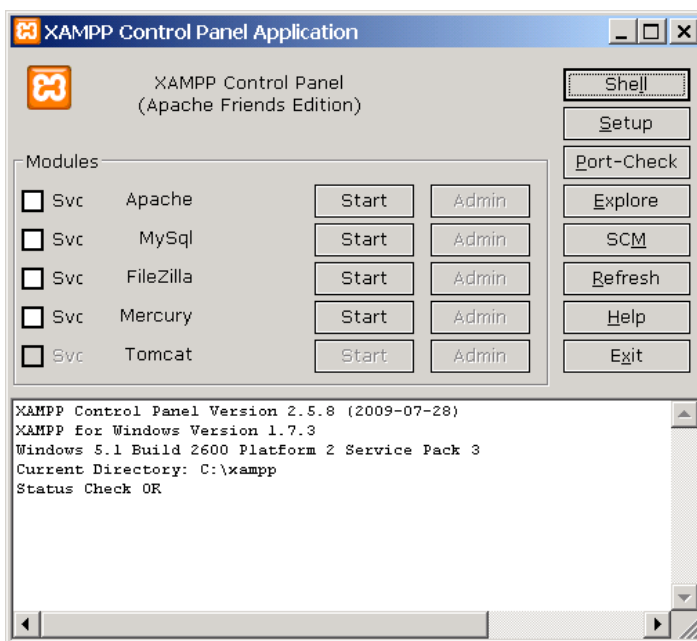 XAMPP Control Panel Application
XAMPP Control Panel
(Apache Friends Edition)
Shell
Setup
Port-Check
Explore
SCM
Refresh
Help
Exit
Modules
Svc Apache Start Admin
Svc MySql Start Admin
Svc FileZilla Start Admin
Svc Mercury Start Admin
Svc Tomcat Start Admin
XAMPP Control Panel Version 2.5.8 (2009-07-28)
XAMPP for Windows Version 1.7.3
Windows 5.1 Build 2600 Platform 2 Service Pack 3
Current Directory: C:\xampp
Status Check OK